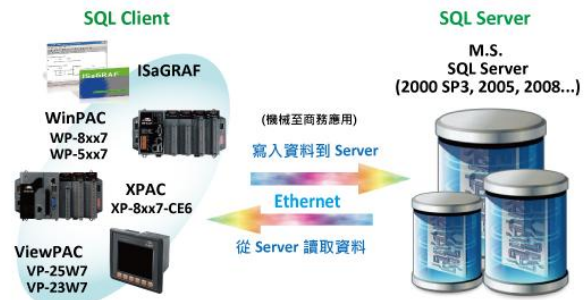 SQL Client
SQL Server
ISaGRAF
ISaGRAF
WinPAC
WP-8xx7
WP-5xx7
XPAC
XP-8xx7-CE6
ViewPAC
VP-25W7
VP-23W7
(機械至商務應用)
寫入資料到 Server
Ethernet
從 Server 讀取資料
M.S.
SQL Server
(2000 SP3, 2005, 2008...)